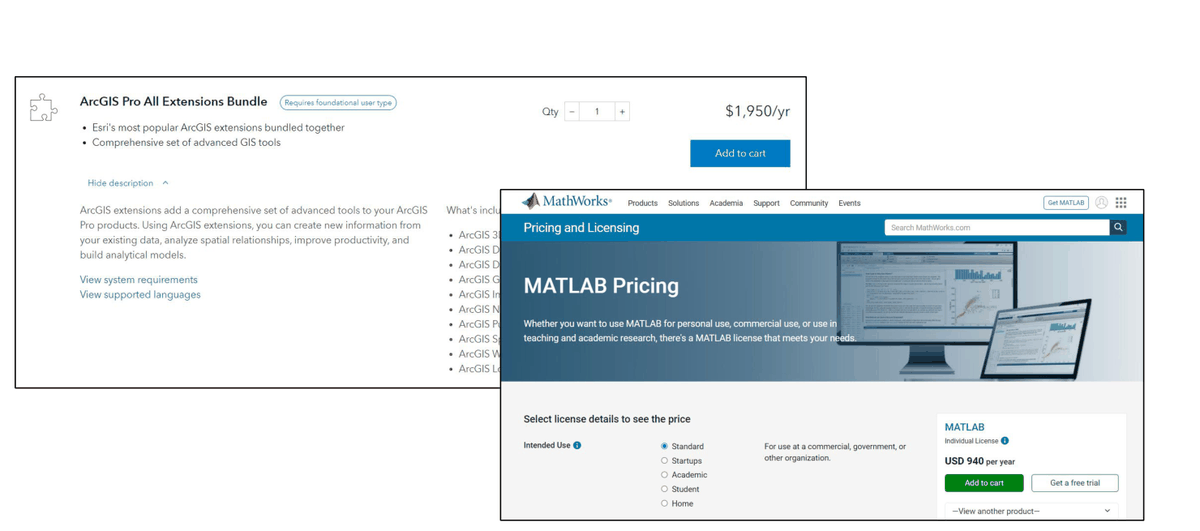 ArcGIS Pro All Extensions Bundle
Requires foundational user type
Qty
-
1
+
$1,950/yr
• Esri's most popular ArcGIS extensions bundled together
• Comprehensive set of advanced GIS tools
Add to cart
Hide description
ArcGIS extensions add a comprehensive set of advanced tools to your ArcGIS
Pro products. Using ArcGIS extensions, you can create new information from
your existing data, analyze spatial relationships, improve productivity, and
build analytical models.
View system requirements
View supported languages
What's inclu
• ArcGIS 3
• ArcGIS D
• ArcGIS D
• ArcGIS G
• ArcGIS In
• ArcGIS N
• ArcGIS P
• ArcGIS Sp
• ArcGIS W
• ArcGIS Lo
MathWorks®
Products Solutions Academia Support Community Events
Get MATLAB
Pricing and Licensing
Search MathWorks.com
MATLAB Pricing
Whether you want to use MATLAB for personal use, commercial use, or use in
teaching and academic research, there's a MATLAB license that meets your needs.
Select license details to see the price
Intended Use
Standard
Startups
Academic
Student
Home
For use at a commercial, government, or
other organization.
MATLAB
Individual License
USD 940 per year
Add to cart
Get a free trial
--View another product--